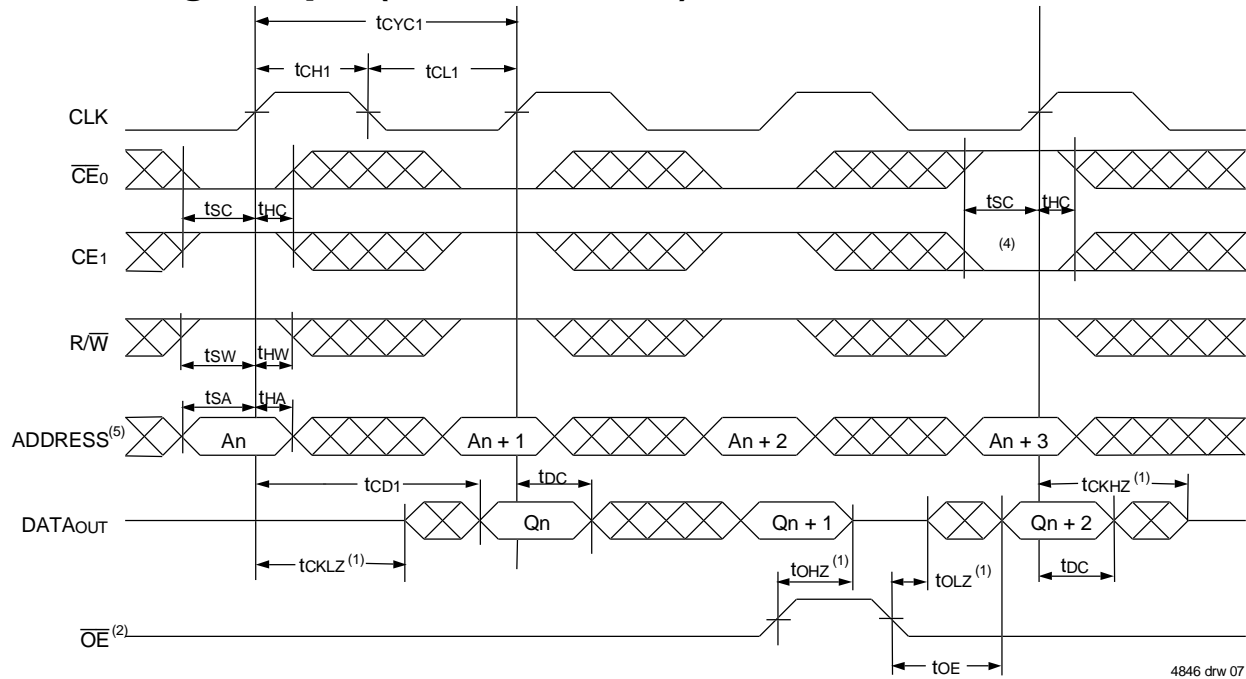 tCYC1
tCH1
tCL1
CLK
CE0
tSC
tHC
tSC
tHC
(4)
CE1
R/W
tSW
tHW
tSA
tHA
ADDRESS(5)
An
An + 1
An + 2
An + 3
tCD1
tDC
tCKHZ(1)
DATAOUT
Qn
Qn + 1
Qn + 2
tCKLZ(1)
tOHZ(1)
tOLZ(1)
tDC
OE(2)
tOE
4846 drw 07